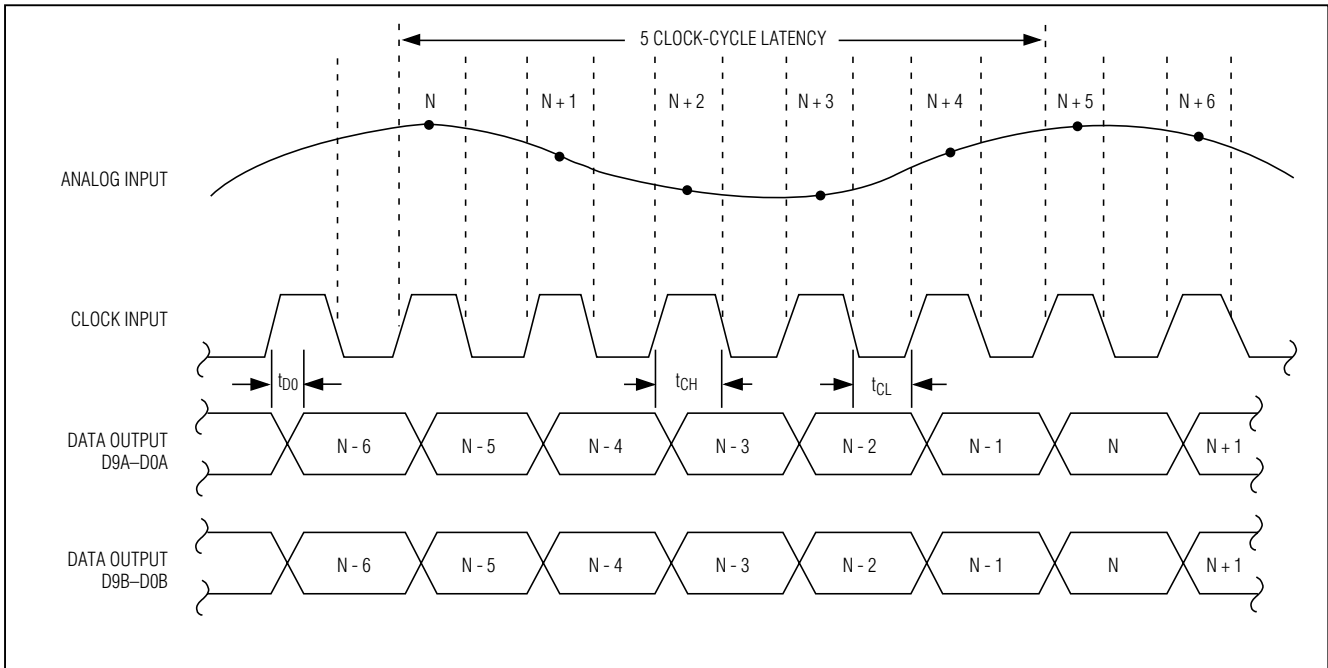 5 CLOCK-CYCLE LATENCY
N N + 1 N + 2 N + 3 N + 4 N + 5 N + 6
ANALOG INPUT
CLOCK INPUT
tD0 tCH tCL
DATA OUTPUT
D9A–D0A
N - 6 N - 5 N - 4 N - 3 N - 2 N - 1 N N + 1
DATA OUTPUT
D9B–D0B
N - 6 N - 5 N - 4 N - 3 N - 2 N - 1 N N + 1